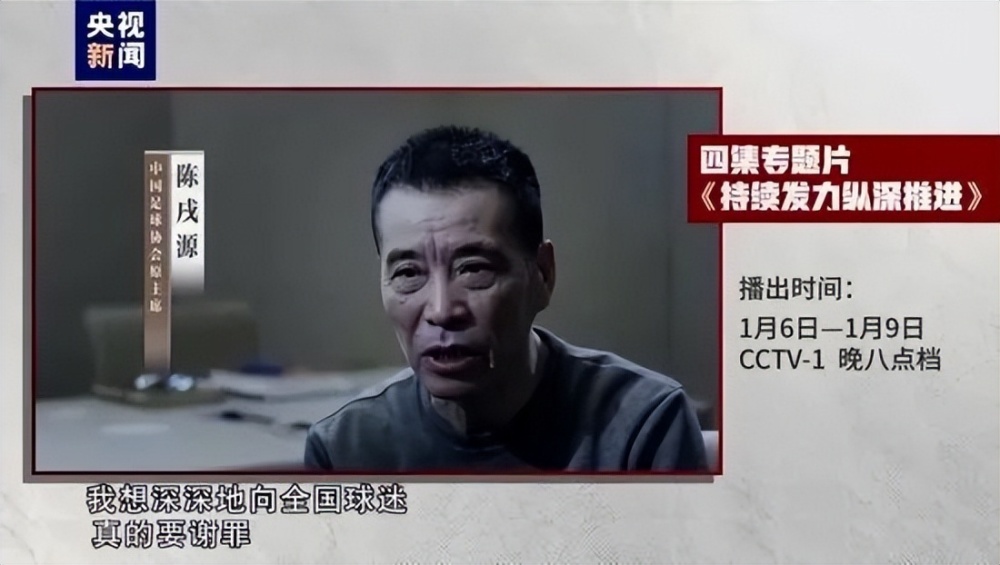 央视
新闻
陈戌源
中国足球协会原主席
四集专题片
《持续发力纵深推进》
播出时间：
1月6日—1月9日
CCTV-1 晚八点档
我想深深地向全国球迷
真的要谢罪